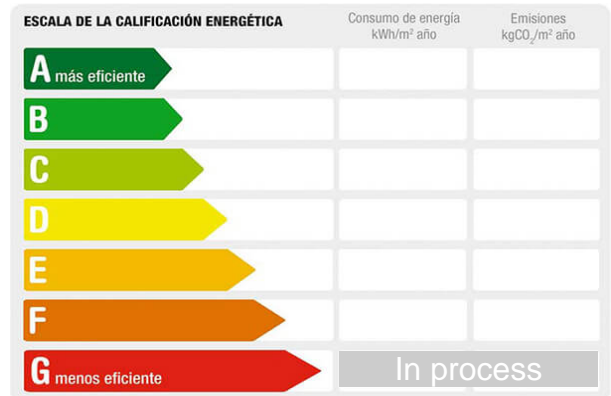 ESCALA DE LA CALIFICACIÓN ENERGÉTICA
Consumo de energía
kWh/m² año
Emisiones
kgCO₂/m² año
A más eficiente
B
C
D
E
F
G menos eficiente
In process